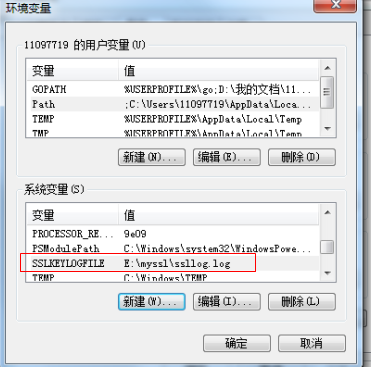 环境变量
11097719 的用户变量(U)
变量 值
GOPATH %USERPROFILE%\go;D:\我的文档\11...
Path ;C:\Users\11097719\AppData\Loca...
TEMP %USERPROFILE%\AppData\Local\Temp
TMP %USERPROFILE%\AppData\Local\Temp
新建(N)... 编辑(E)... 删除(D)
系统变量(S)
变量 值
PROCESSOR_RE... 9e09
PSModulePath C:\Windows\system32\WindowsPowe...
SSLKEYLOGFILE E:\myssl\ssllog.log
TEMP C:\Windows\TEMP
新建(W)... 编辑(I)... 删除(L)
确定 取消